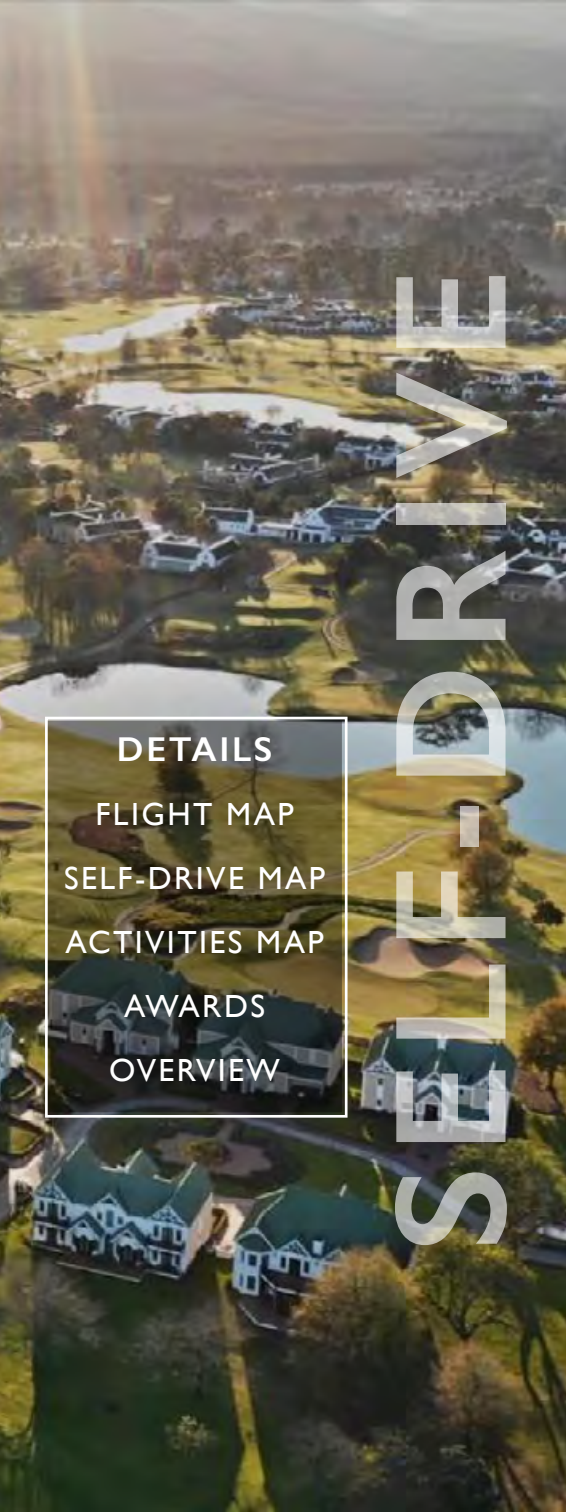 SELF-DRIVE
DETAILS
FLIGHT MAP
SELF-DRIVE MAP
ACTIVITIES MAP
AWARDS
OVERVIEW